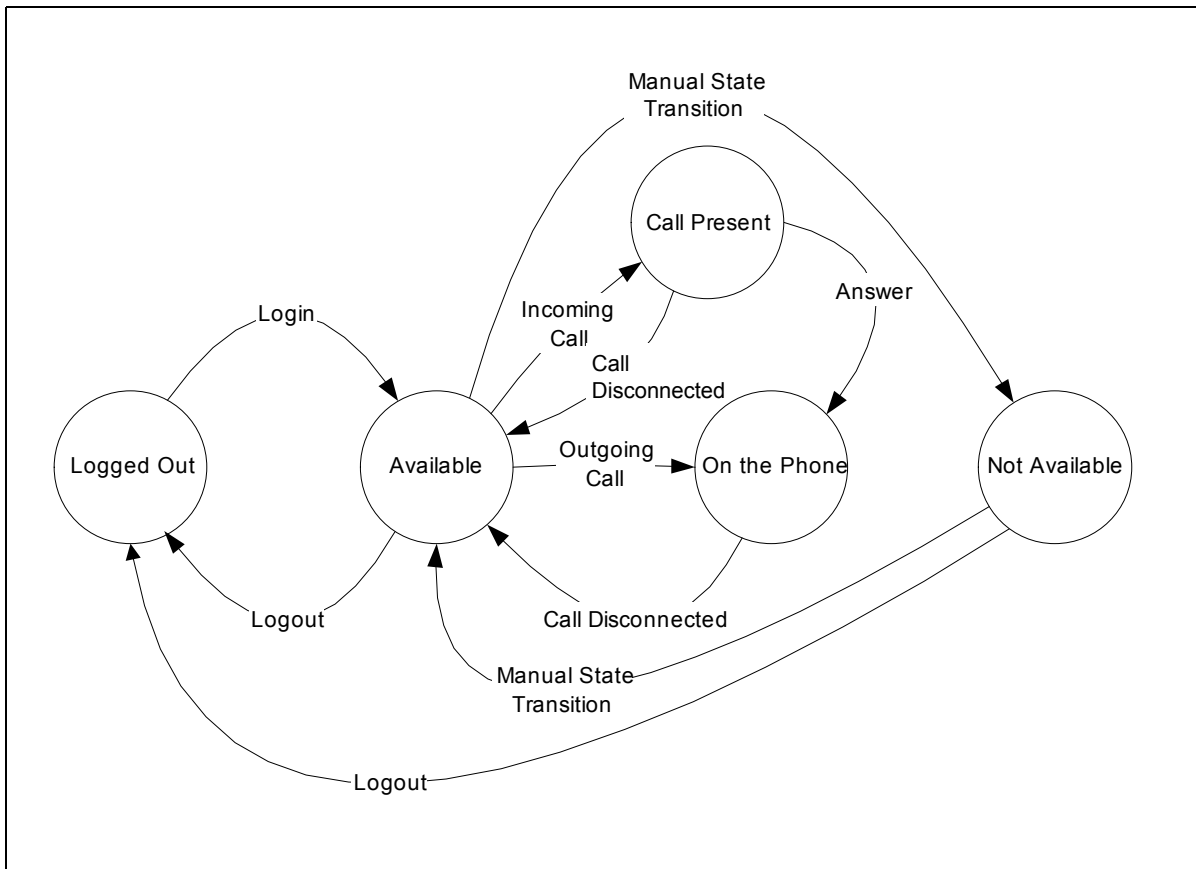 Manual State
Transition
Call Present
Answer
Incoming
Call
Login
Call
Disconnected
Logged Out
Available
Outgoing
Call
On the Phone
Not Available
Logout
Call Disconnected
Manual State
Transition
Logout